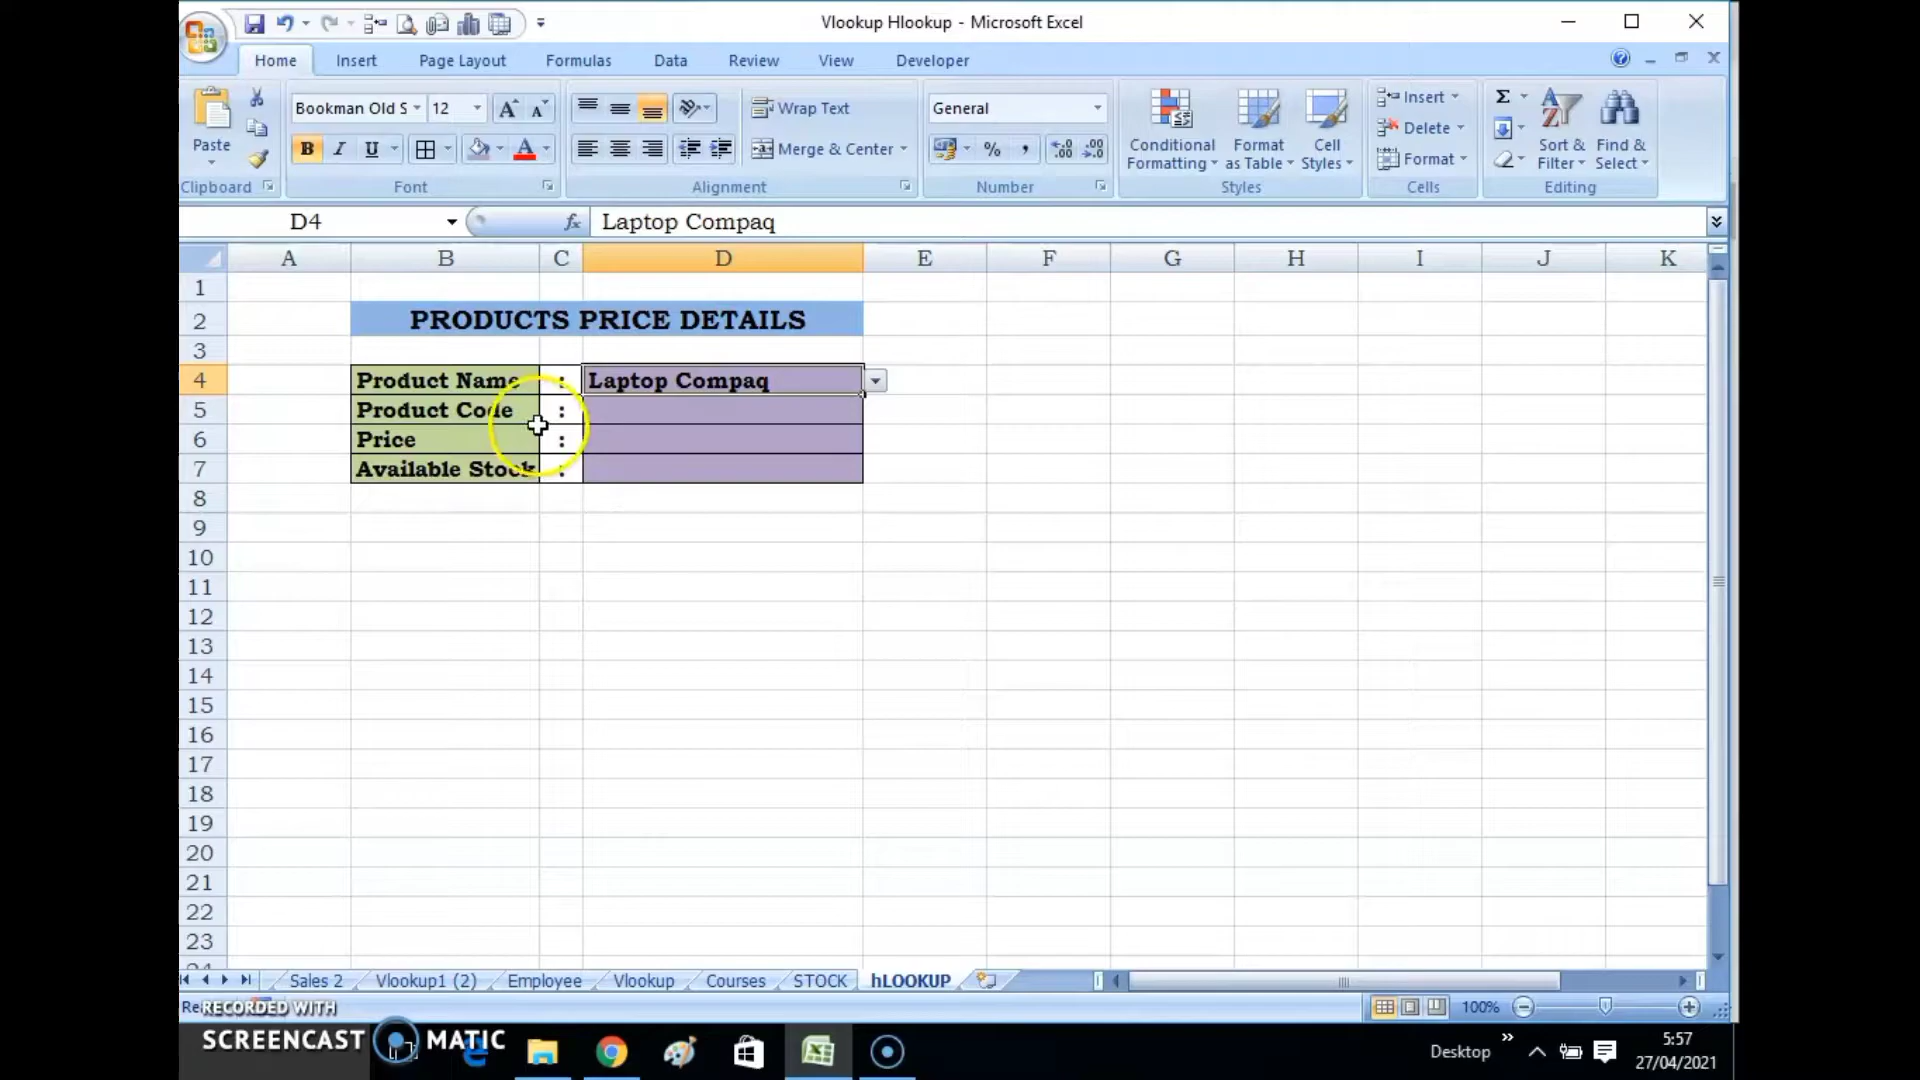 Vlookup Hlookup - Microsoft Excel
Home Insert Page Layout Formulas Data Review View Developer
Paste
Clipboard
Bookman Old S 12
B I U
Font
Wrap Text
Merge & Center
Alignment
General
%
Number
Conditional Formatting
Format as Table
Cell Styles
Styles
Insert
Delete
Format
Cells
Σ
Sort & Filter
Find & Select
Editing
D4 fx Laptop Compaq
A B C D E F G H I J K
1
2 PRODUCTS PRICE DETAILS
3
4 Product Name : Laptop Compaq
5 Product Code :
6 Price :
7 Available Stock :
8
9
10
11
12
13
14
15
16
17
18
19
20
21
22
23
Sales 2 Vlookup1 (2) Employee Vlookup Courses STOCK hLOOKUP
100%
RECORDED WITH
SCREENCAST MATIC
Desktop
5:57
27/04/2021